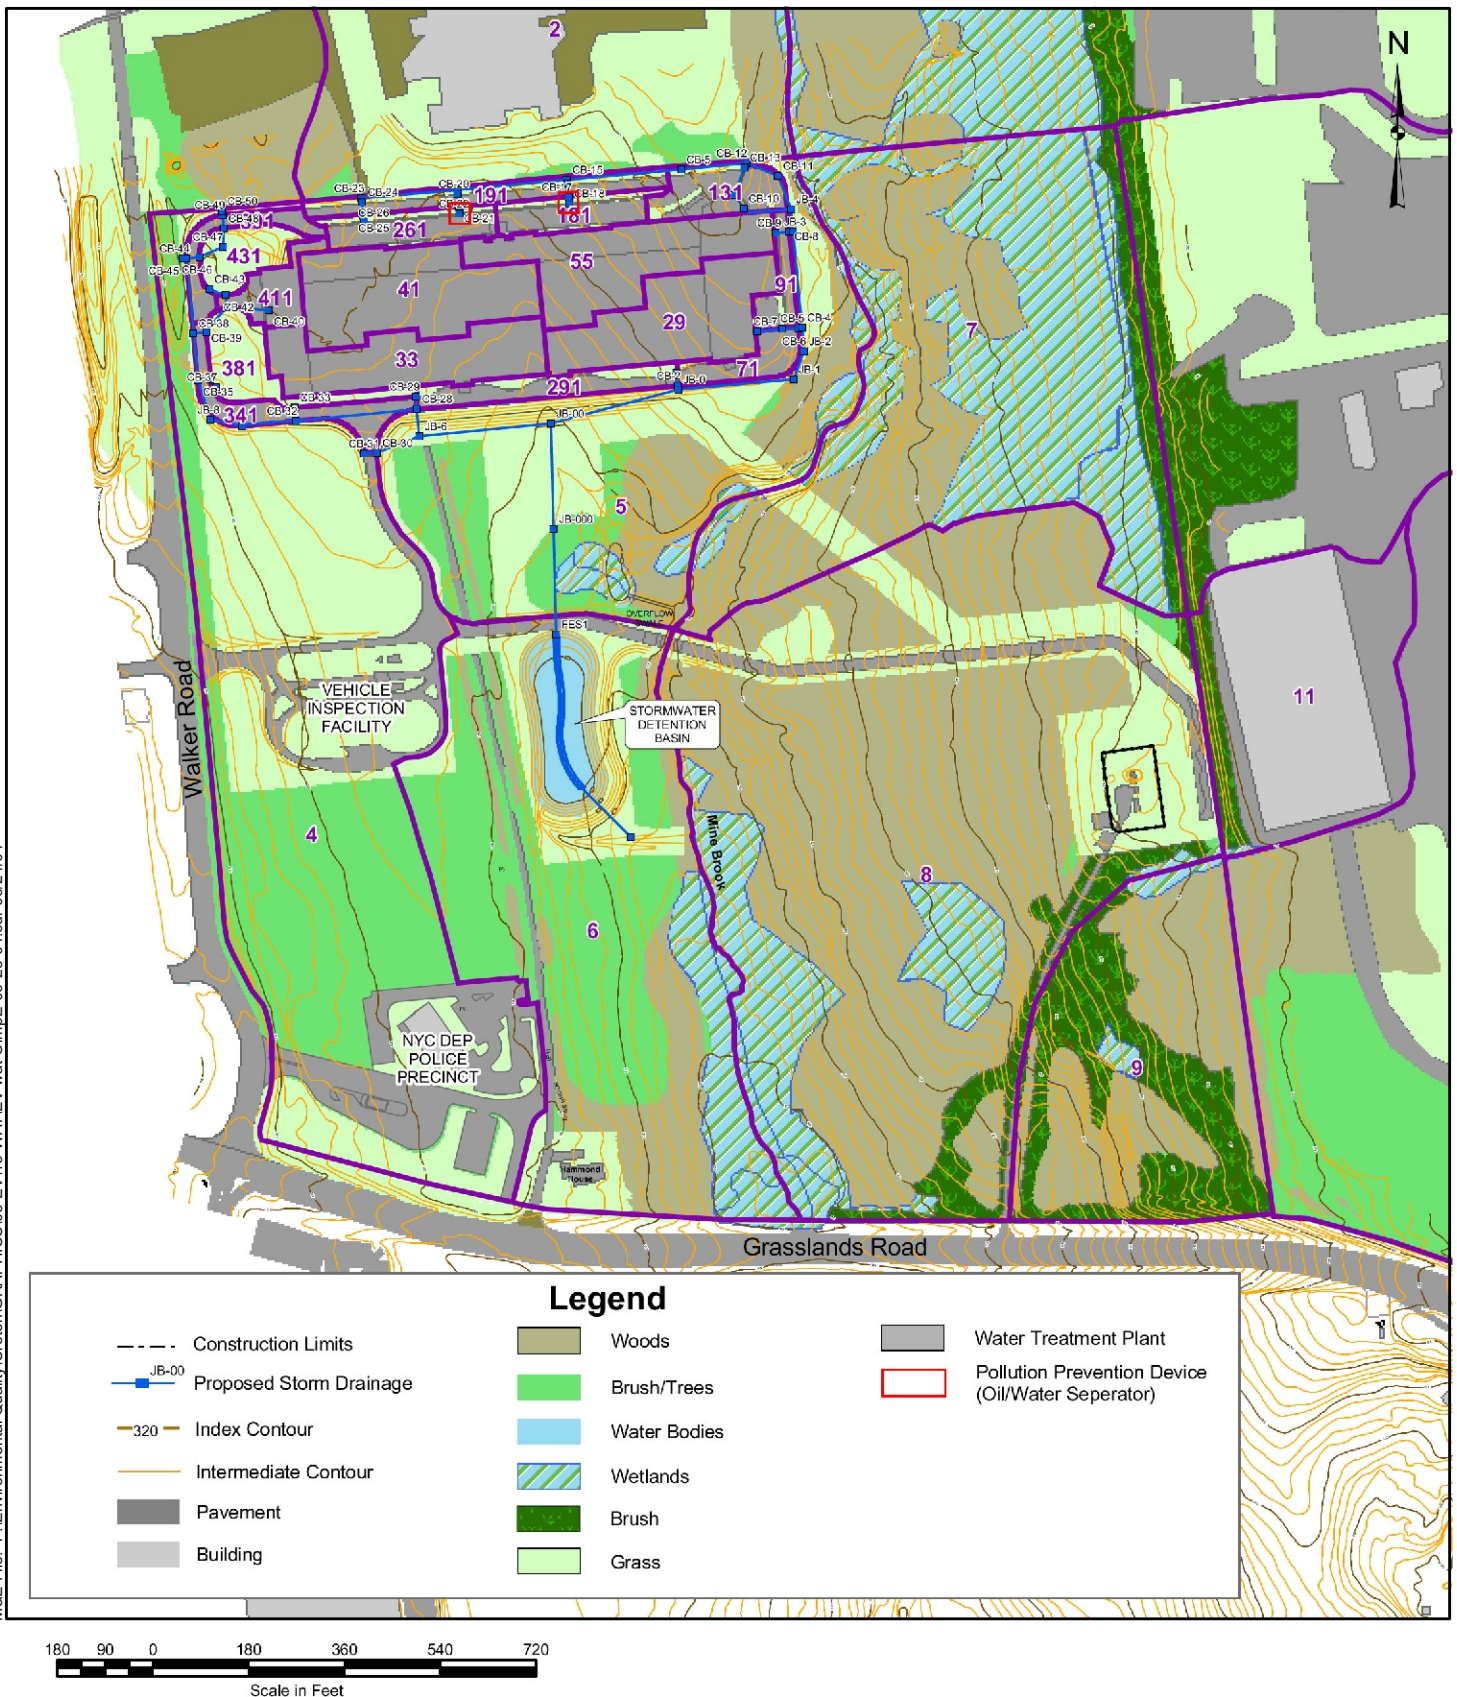 2
N
CB-12
CB-13
CB-5
CB-11
CB-15
CB-20
CB-23
CB-24
191
CB-18
131
CB-10
JB-4
CB-50
CB-49
CB-48
CB-26
CB-25
261
CB-21
181
JB-3
CB-9
CB-8
CB-47
CB-44
431
CB-45
CB-46
55
CB-43
41
91
411
CB-42
CB-40
29
7
CB-38
CB-39
CB-7
CB-5
CB-4
CB-6
JB-2
33
381
71
CB-37
CB-35
CB-29
291
JB-0
JB-1
CB-33
CB-28
JB-8
341
CB-32
JB-6
JB-00
CB-31
CB-30
5
JB-000
OVERFLOW
SWALE
FES1
Walker Road
VEHICLE
INSPECTION
FACILITY
STORMWATER
DETENTION
BASIN
11
4
Mine Brook
8
6
NYC DEP
POLICE
PRECINCT
9
Hammond
House
Grasslands Road
Legend
Construction Limits
JB-00
Proposed Storm Drainage
320
Index Contour
Intermediate Contour
Pavement
Building
Woods
Brush/Trees
Water Bodies
Wetlands
Brush
Grass
Water Treatment Plant
Pollution Prevention Device
(Oil/Water Seperator)
180 90 0 180 360 540 720
Scale in Feet